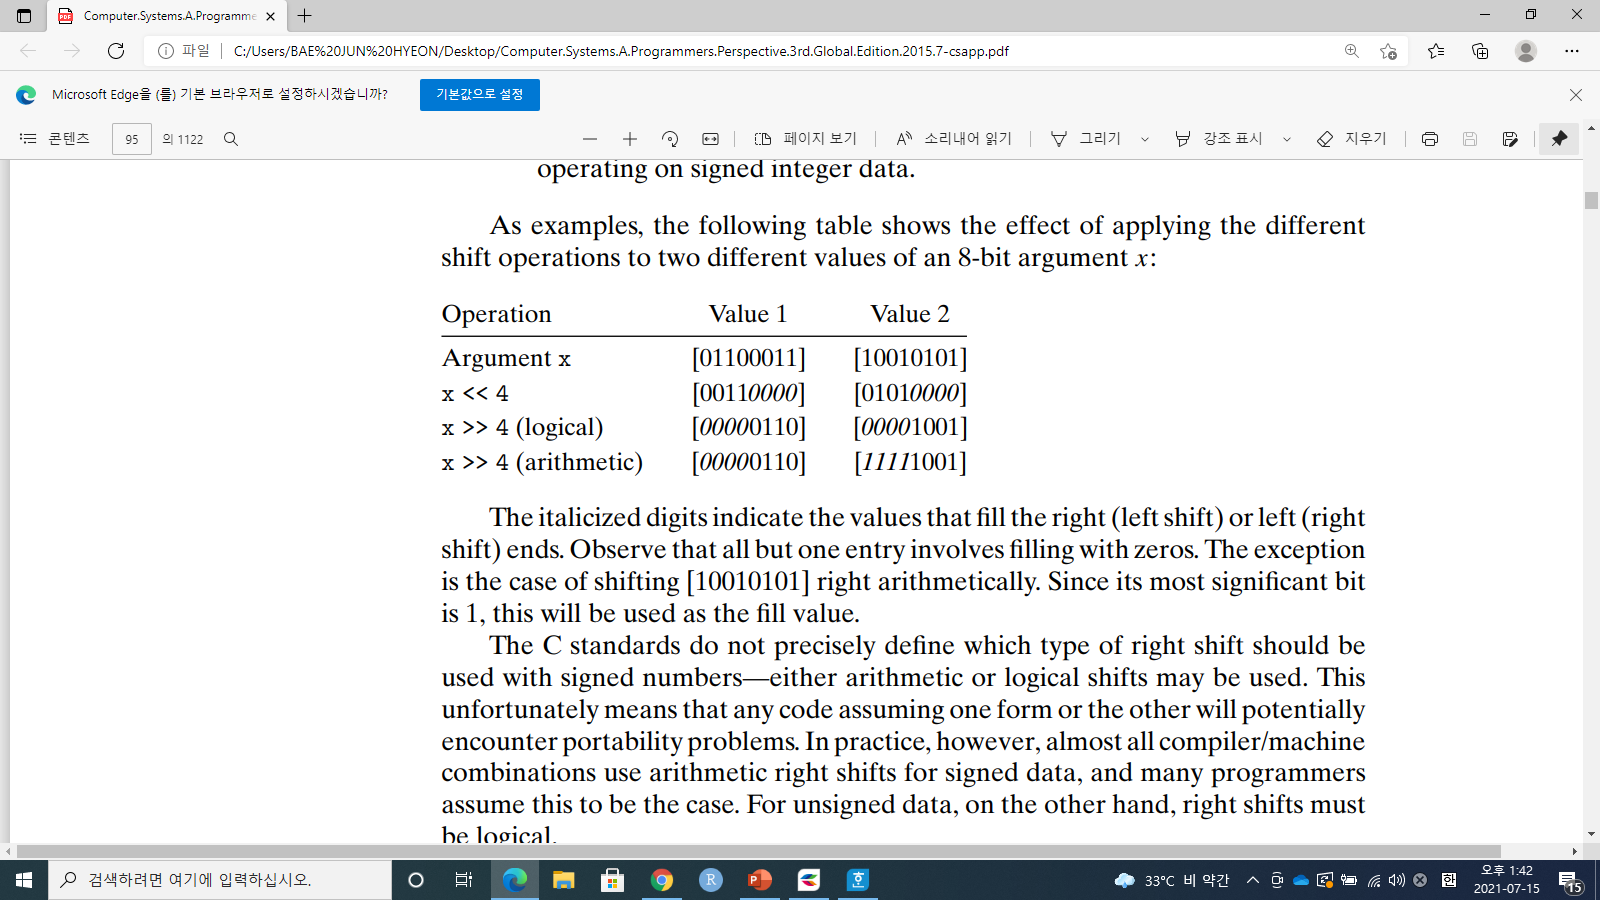 Computer.Systems.A.Programme
파일
C:/Users/BAE%20JUN%20HYEON/Desktop/Computer.Systems.A.Programmers.Perspective.3rd.Global.Edition.2015.7-csapp.pdf
Microsoft Edge을 (를) 기본 브라우저로 설정하시겠습니까? 기본값으로 설정
콘텐츠 95 의 1122 페이지 보기 소리내어 읽기 그리기 강조 표시 지우기
operating on signed integer data.
As examples, the following table shows the effect of applying the different
shift operations to two different values of an 8-bit argument x:
Operation Value 1 Value 2
Argument x [01100011] [10010101]
x << 4 [00110000] [01010000]
x >> 4 (logical) [00000110] [00001001]
x >> 4 (arithmetic) [00000110] [11111001]
The italicized digits indicate the values that fill the right (left shift) or left (right
shift) ends. Observe that all but one entry involves filling with zeros. The exception
is the case of shifting [10010101] right arithmetically. Since its most significant bit
is 1, this will be used as the fill value.
The C standards do not precisely define which type of right shift should be
used with signed numbers—either arithmetic or logical shifts may be used. This
unfortunately means that any code assuming one form or the other will potentially
encounter portability problems. In practice, however, almost all compiler/machine
combinations use arithmetic right shifts for signed data, and many programmers
assume this to be the case. For unsigned data, on the other hand, right shifts must
be logical.
검색하려면 여기에 입력하십시오.
33°C 비 약간
한
오후 1:42
2021-07-15
15